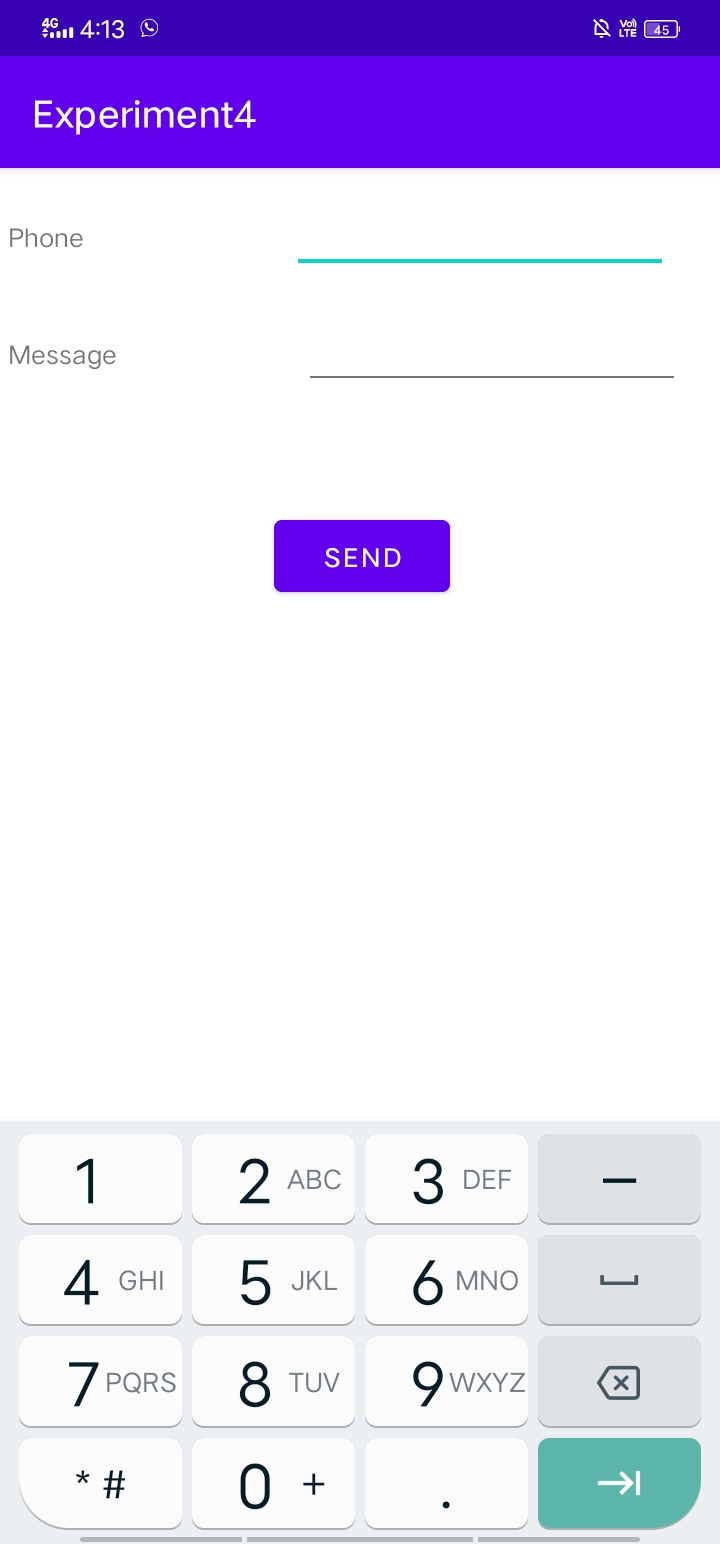 4G 4:13 Vo) LTE 45
Experiment4
Phone
Message
SEND
1 2 ABC 3 DEF –
4 GHI 5 JKL 6 MNO
7 PQRS 8 TUV 9 WXYZ
* # 0 + .